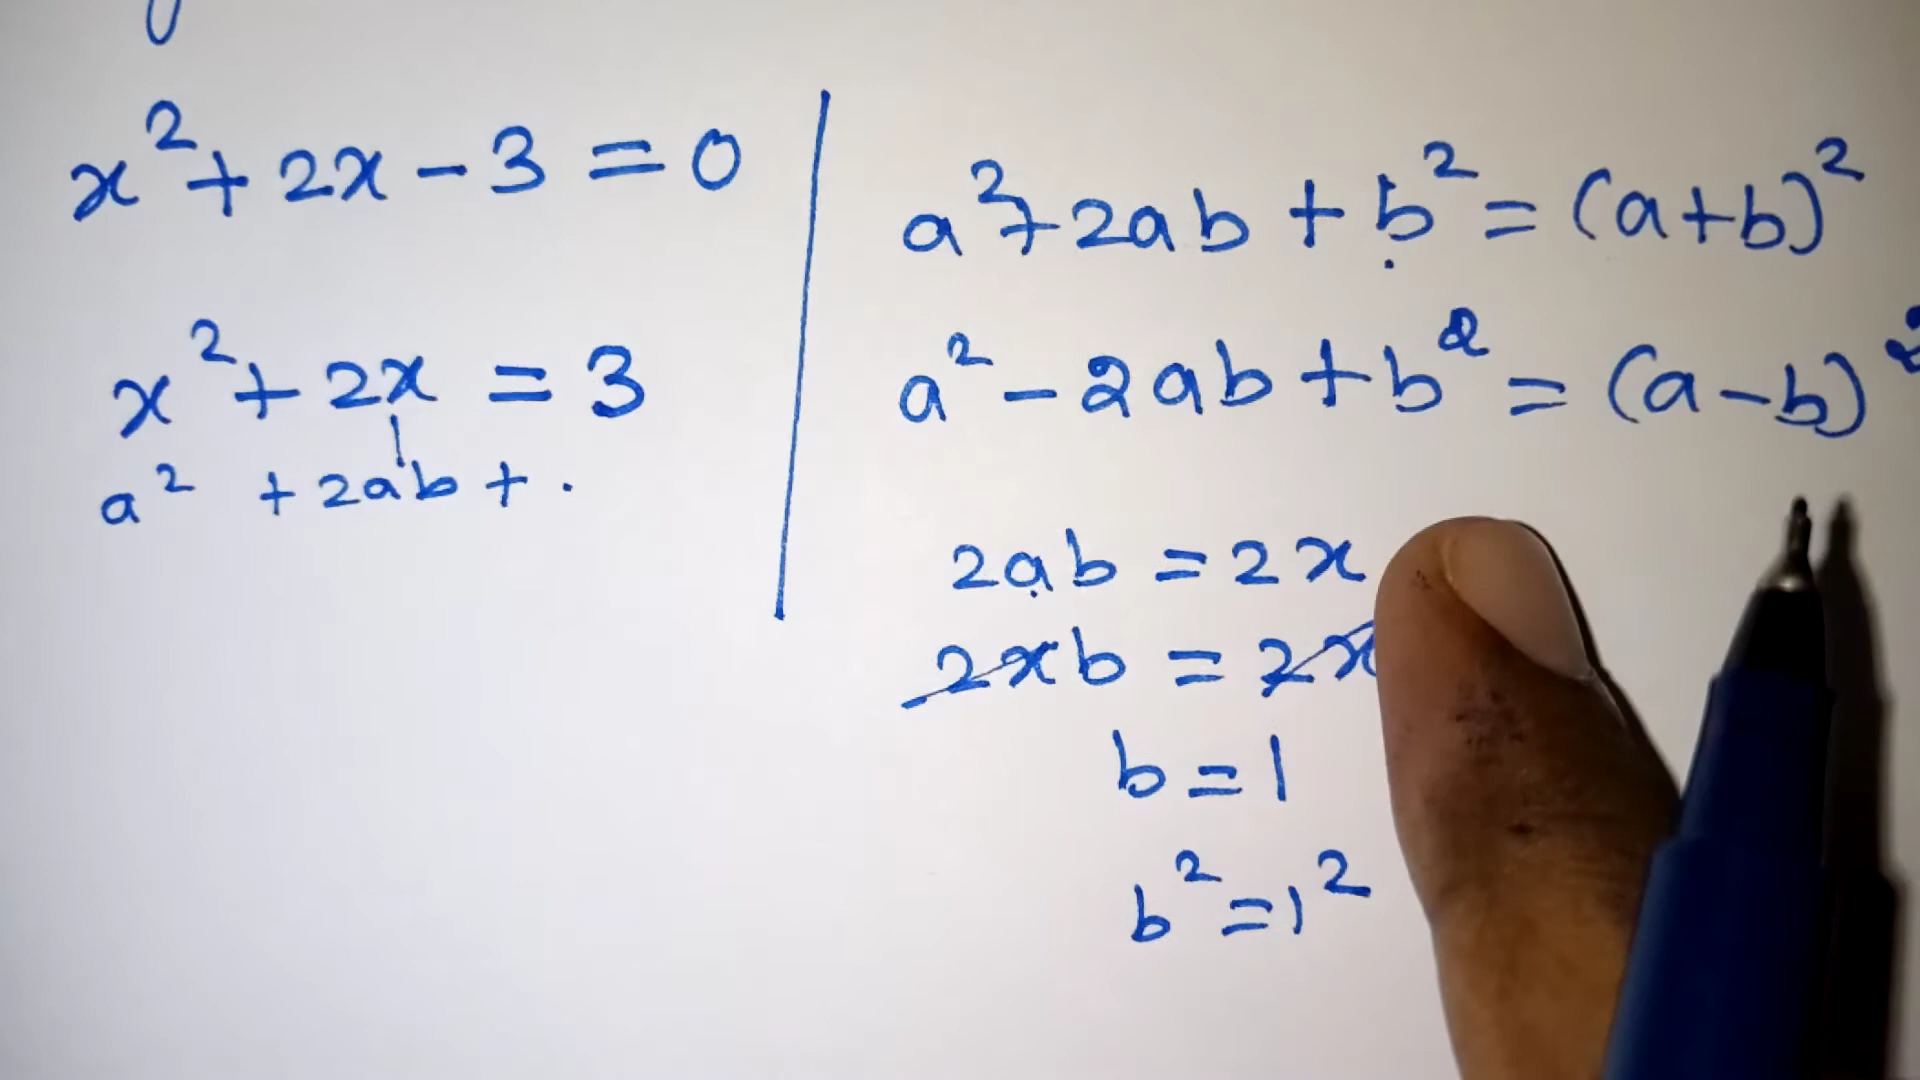 x² + 2x - 3 = 0
x² + 2x = 3
a² + 2ab + .
a² + 2ab + b² = (a+b)²
a² - 2ab + b² = (a-b)²
2ab = 2x
2xb = 2x
b = 1
b² = 1²